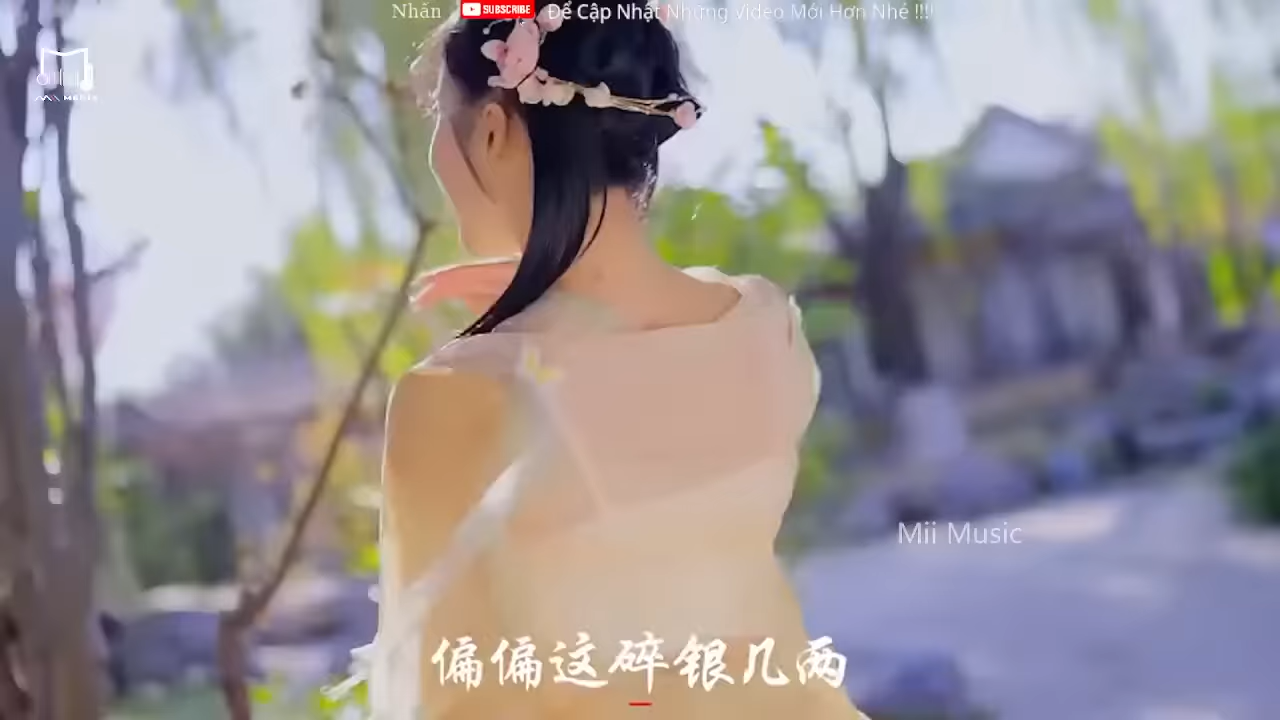 Nhấn SUBSCRIBE Để Cập Nhật Những Video Mới Hơn Nhé !!!
Mii Music
偏偏这碎银几两